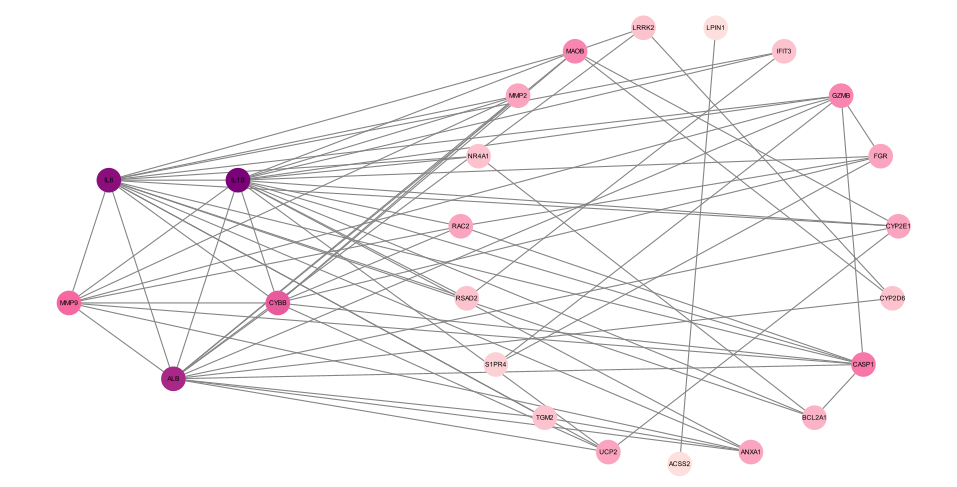 LRRK2
LPIN1
MAOB
IFIT3
MMP2
GZMB
NR4A1
FGR
IL6
RAC2
CYP2E1
RSAD2
CYP2D6
MMP9
CYBB
S1PR4
CASP1
ALB
TGM2
BCL2A1
UCP2
ACSS2
ANXA1